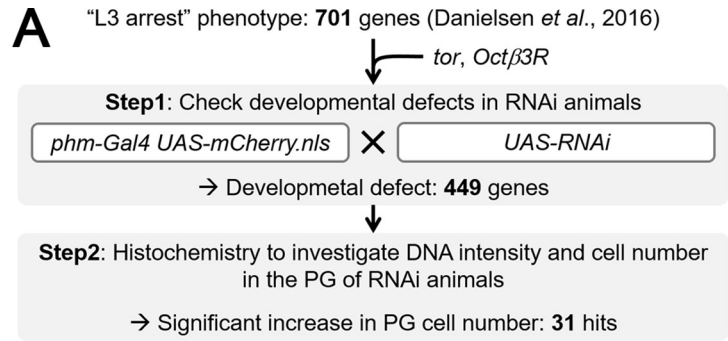 A
“L3 arrest” phenotype: 701 genes (Danielsen et al., 2016)
tor, Octβ3R
Step1: Check developmental defects in RNAi animals
phm-Gal4 UAS-mCherry.nls × UAS-RNAi
→ Developmetal defect: 449 genes
Step2: Histochemistry to investigate DNA intensity and cell number
in the PG of RNAi animals
→ Significant increase in PG cell number: 31 hits